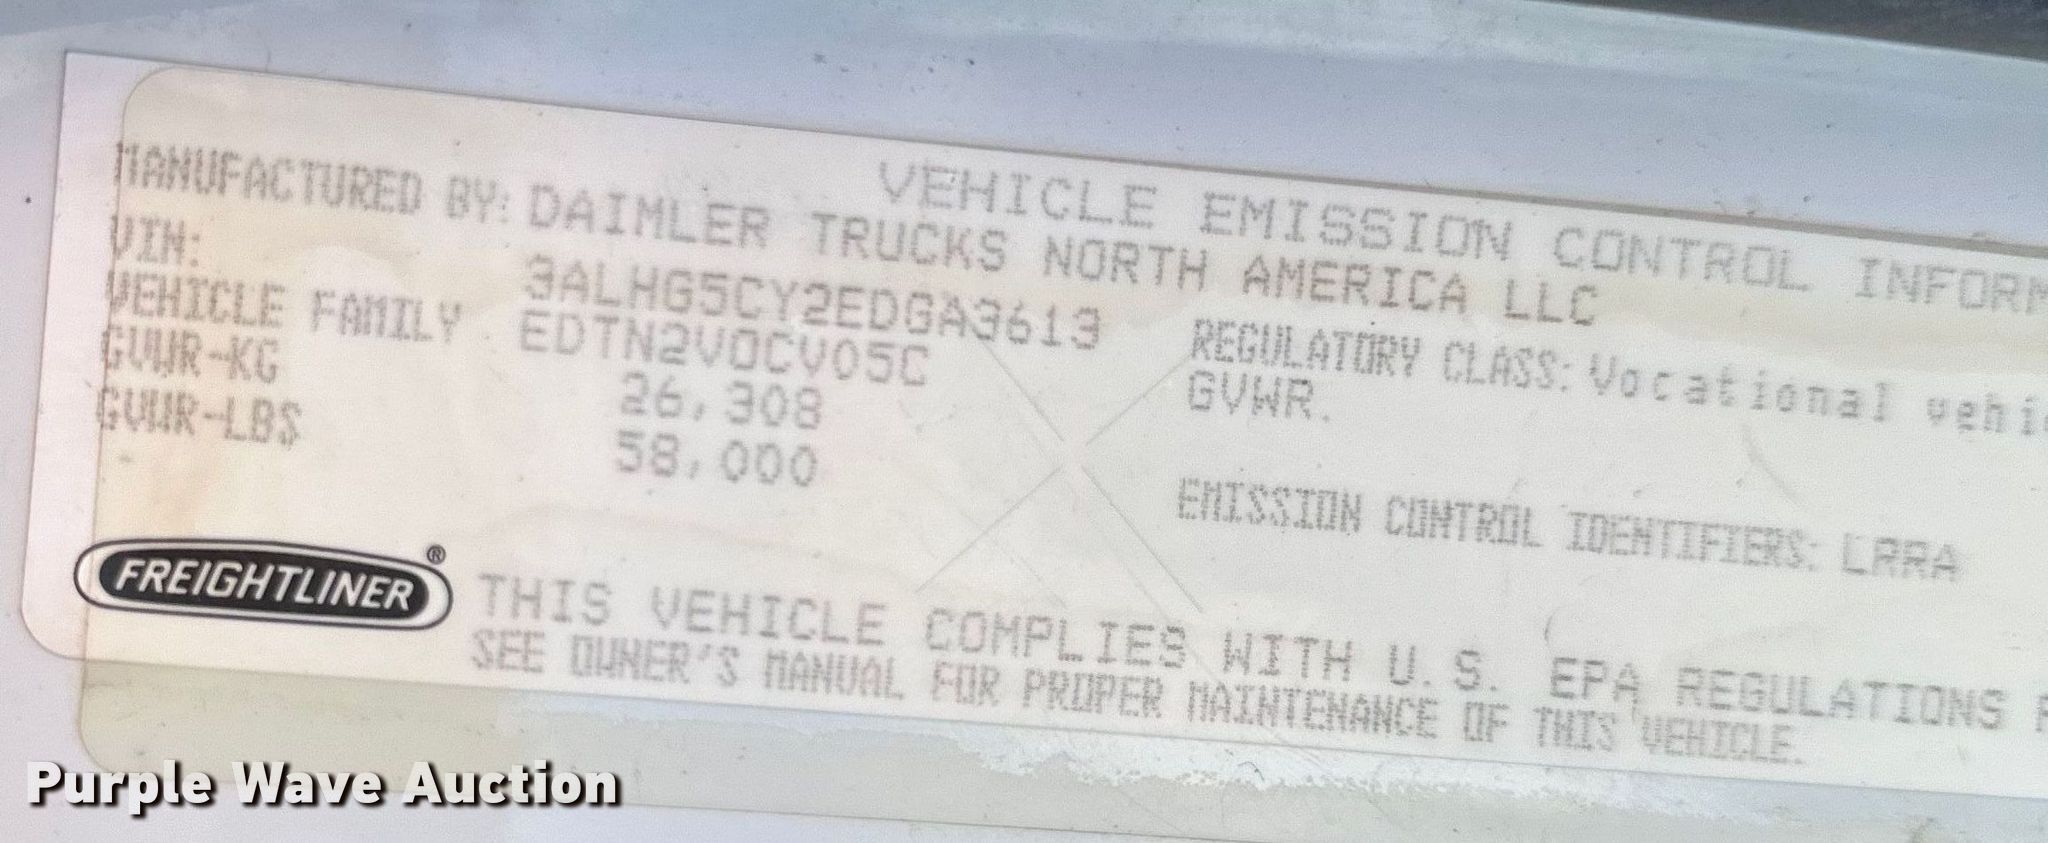 VEHICLE EMISSION CONTROL INFORM
MANUFACTURED BY: DAIMLER TRUCKS NORTH AMERICA LLC
VIN: 3ALHG5CY2EDGA3613
VEHICLE FAMILY EDTN2VOCV05C
REGULATORY CLASS: Vocational vehi
GVWR-KG 26,308
GVWR.
GVWR-LBS 58,000
EMISSION CONTROL IDENTIFIERS: LRRA
FREIGHTLINER®
THIS VEHICLE COMPLIES WITH U.S. EPA REGULATIONS F
SEE OWNER'S MANUAL FOR PROPER MAINTENANCE OF THIS VEHICLE.
Purple Wave Auction